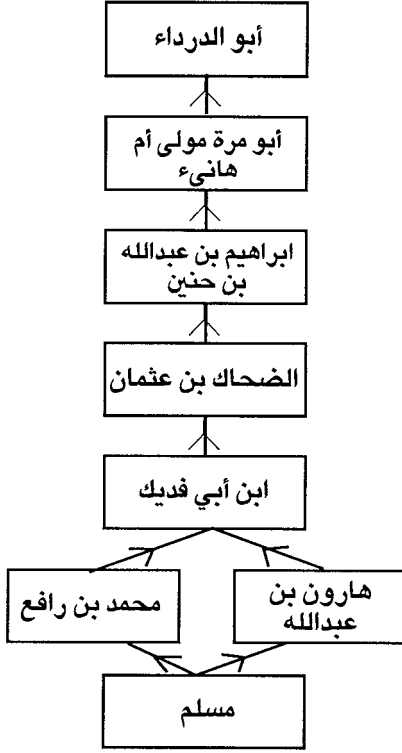 أبو الدرداء
أبو مرة مولى أم
هانىء
ابراهيم بن عبدالله
بن حنين
الضحاك بن عثمان
ابن أبي فديك
هارون بن
عبدالله
محمد بن رافع
مسلم